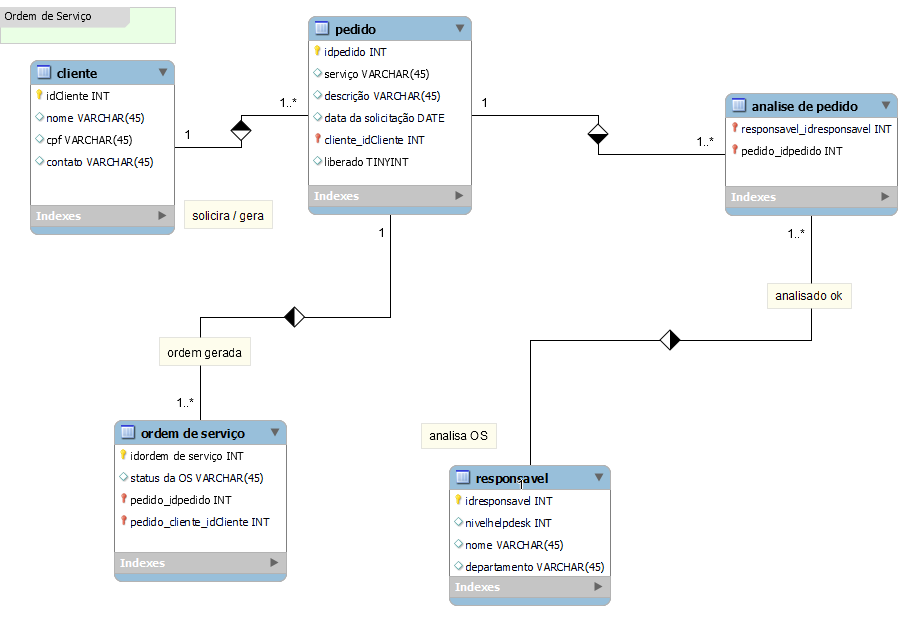 Ordem de Serviço
cliente
idCliente INT
nome VARCHAR(45)
cpf VARCHAR(45)
contato VARCHAR(45)
Indexes
1
1..*
solicira / gera
pedido
idpedido INT
serviço VARCHAR(45)
descrição VARCHAR(45)
data da solicitação DATE
cliente_idCliente INT
liberado TINYINT
Indexes
1
1..*
analise de pedido
responsavel_idresponsavel INT
pedido_idpedido INT
Indexes
1..*
analisado ok
1
ordem gerada
1..*
ordem de serviço
idordem de serviço INT
status da OS VARCHAR(45)
pedido_idpedido INT
pedido_cliente_idCliente INT
Indexes
analisa OS
responsavel
idresponsavel INT
nivelhelpdesk INT
nome VARCHAR(45)
departamento VARCHAR(45)
Indexes